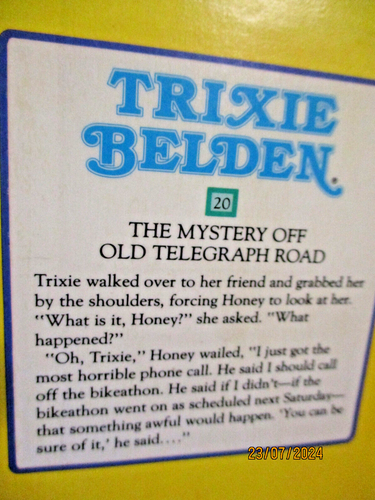 TRIXIE
BELDEN®
20
THE MYSTERY OFF
OLD TELEGRAPH ROAD
Trixie walked over to her friend and grabbed her
by the shoulders, forcing Honey to look at her.
"What is it, Honey?" she asked. "What
happened?"
"Oh, Trixie," Honey wailed, "I just got the
most horrible phone call. He said I should call
off the bikeathon. He said if I didn't—if the
bikeathon went on as scheduled next Saturday—
that something awful would happen. 'You can be
sure of it,' he said...."
23/07/2024